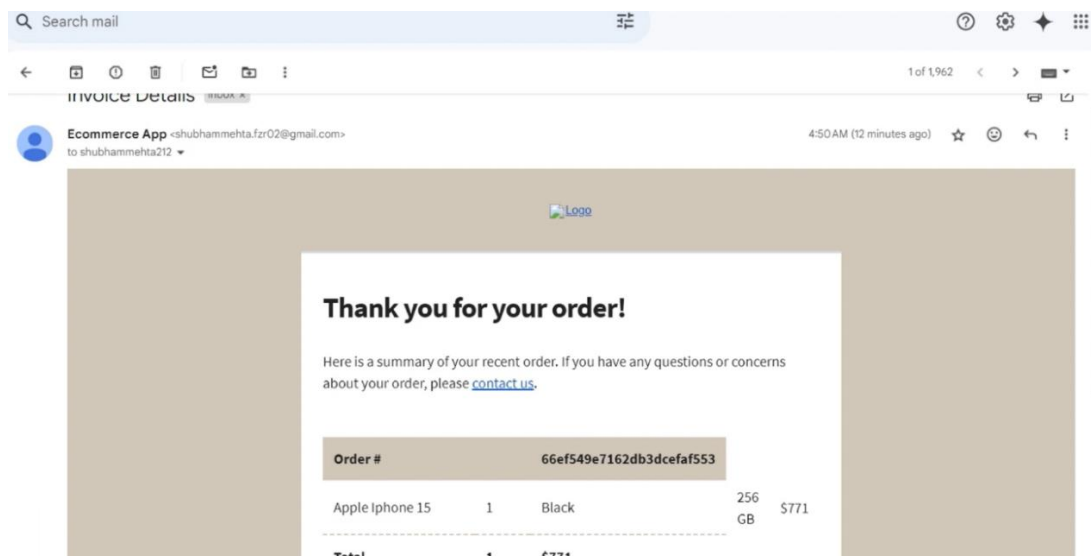 Search mail
1 of 1,962
Invoice Details Inbox x
Ecommerce App <shubhammehta.fzr02@gmail.com> 4:50 AM (12 minutes ago)
to shubhammehta212
Logo
Thank you for your order!
Here is a summary of your recent order. If you have any questions or concerns
about your order, please contact us.
Order # 66ef549e7162db3dcefaf553
Apple Iphone 15 1 Black 256 GB $771
Total 1 $771